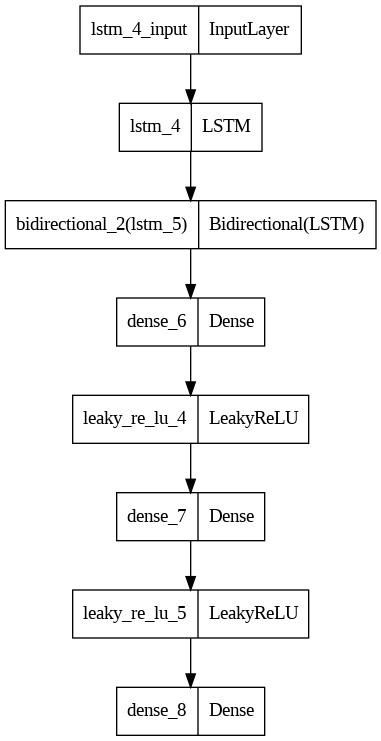 lstm_4_input InputLayer
lstm_4 LSTM
bidirectional_2(lstm_5) Bidirectional(LSTM)
dense_6 Dense
leaky_re_lu_4 LeakyReLU
dense_7 Dense
leaky_re_lu_5 LeakyReLU
dense_8 Dense